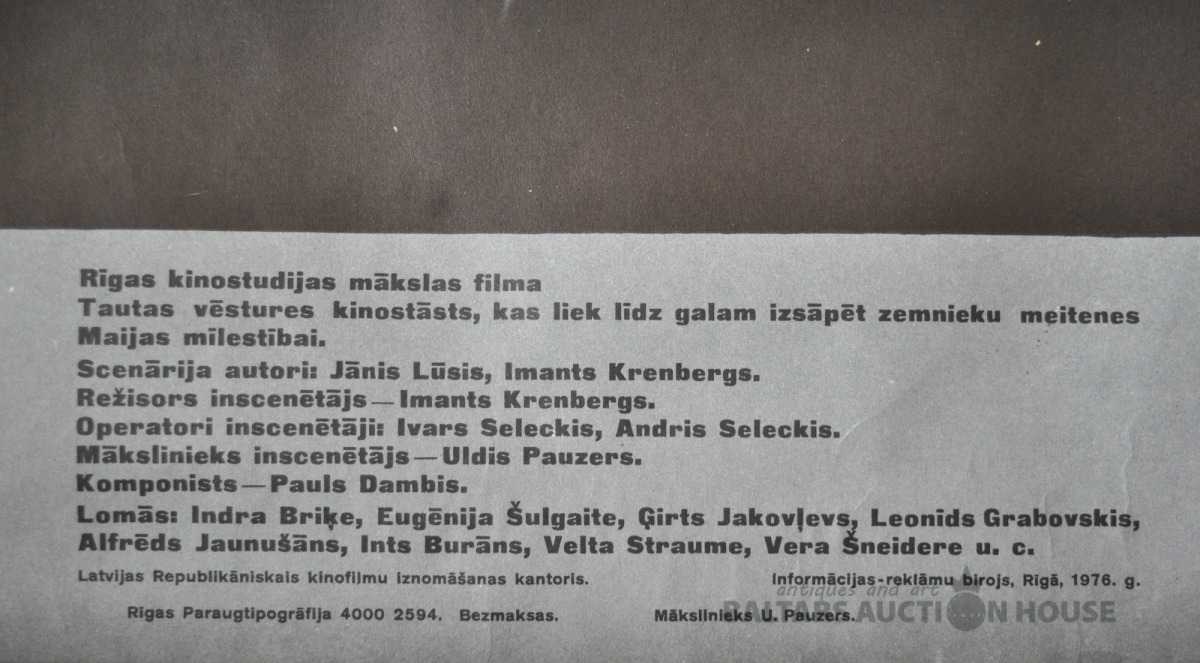 Rīgas kinostudijas mākslas filma
Tautas vēstures kinostāsts, kas liek līdz galam izsāpēt zemnieku meitenes
Maijas mīlestībai.
Scenārija autori: Jānis Lūsis, Imants Krenbergs.
Režisors inscenētājs — Imants Krenbergs.
Operatori inscenētāji: Ivars Seleckis, Andris Seleckis.
Mākslinieks inscenētājs — Uldis Pauzers.
Komponists — Pauls Dambis.
Lomās: Indra Briķe, Eugēnija Šulgaite, Ģirts Jakovļevs, Leonīds Grabovskis,
Alfrēds Jaunušāns, Ints Burāns, Velta Straume, Vera Šneidere u. c.
Latvijas Republikāniskais kinofilmu iznomāšanas kantoris. Informācijas-reklāmu birojs, Rīgā, 1976. g.
antiques and art
Rīgas Paraugtipogrāfija 4000 2594. Bezmaksas. Mākslinieks U. Pauzers.
BALTARS AUCTION HOUSE